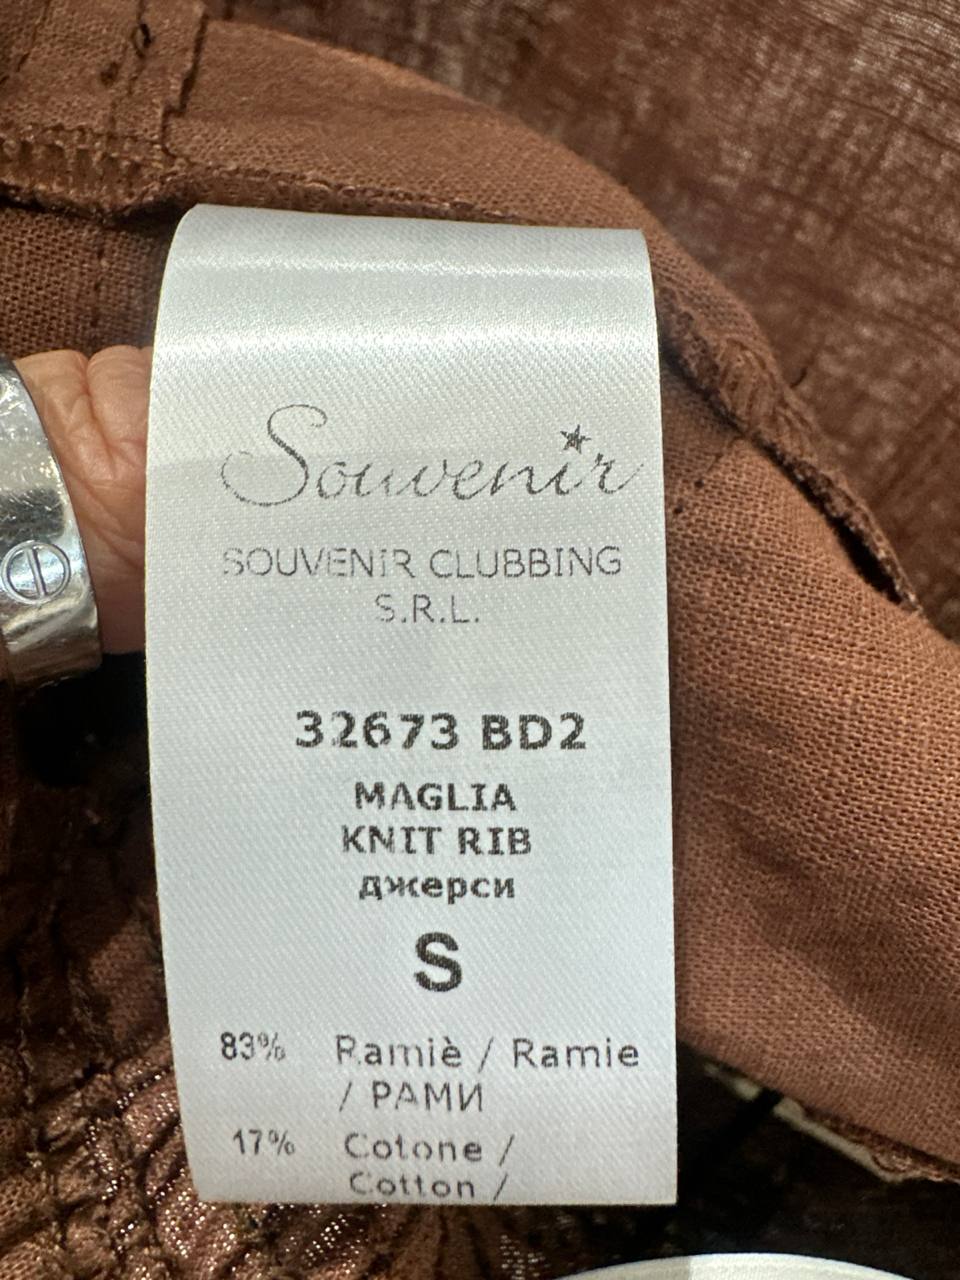 Souvenir
SOUVENIR CLUBBING
S.R.L.
32673 BD2
MAGLIA
KNIT RIB
джерси
S
83% Ramiè / Ramie
/ РАМИ
17% Cotone /
Cotton /